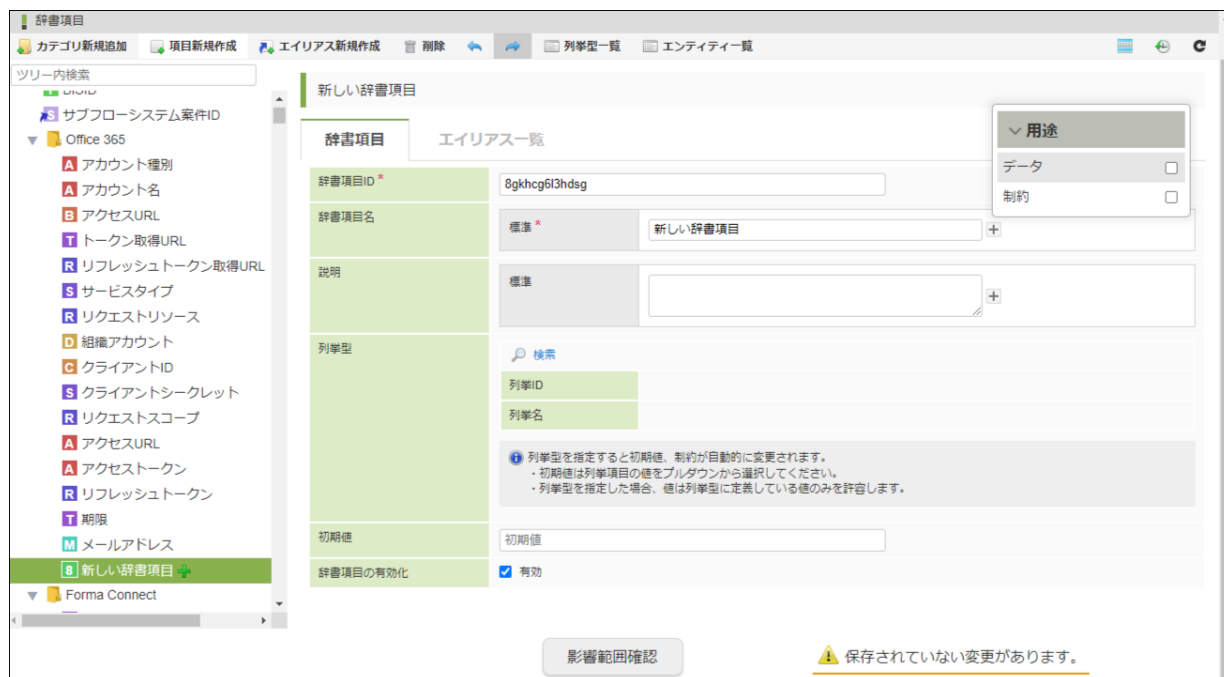 辞書項目
カテゴリ新規追加 項目新規作成 エイリアス新規作成 削除 列挙型一覧 エンティティ一覧
ツリー内検索
S サブフローシステム案件ID
Office 365
A アカウント種別
A アカウント名
B アクセスURL
T トークン取得URL
R リフレッシュトークン取得URL
S サービスタイプ
R リクエストリソース
D 組織アカウント
C クライアントID
S クライアントシークレット
R リクエストスコープ
A アクセスURL
A アクセストークン
R リフレッシュトークン
T 期限
M メールアドレス
8 新しい辞書項目
Forma Connect
新しい辞書項目
辞書項目 エイリアス一覧
辞書項目ID * 8gkhcg6l3hdsg
辞書項目名 標準 * 新しい辞書項目
説明 標準
列挙型 検索
列挙ID
列挙名
列挙型を指定すると初期値、制約が自動的に変更されます。
・初期値は列挙項目の値をプルダウンから選択してください。
・列挙型を指定した場合、値は列挙型に定義している値のみを許容します。
初期値 初期値
辞書項目の有効化 有効
用途
データ
制約
影響範囲確認 保存されていない変更があります。